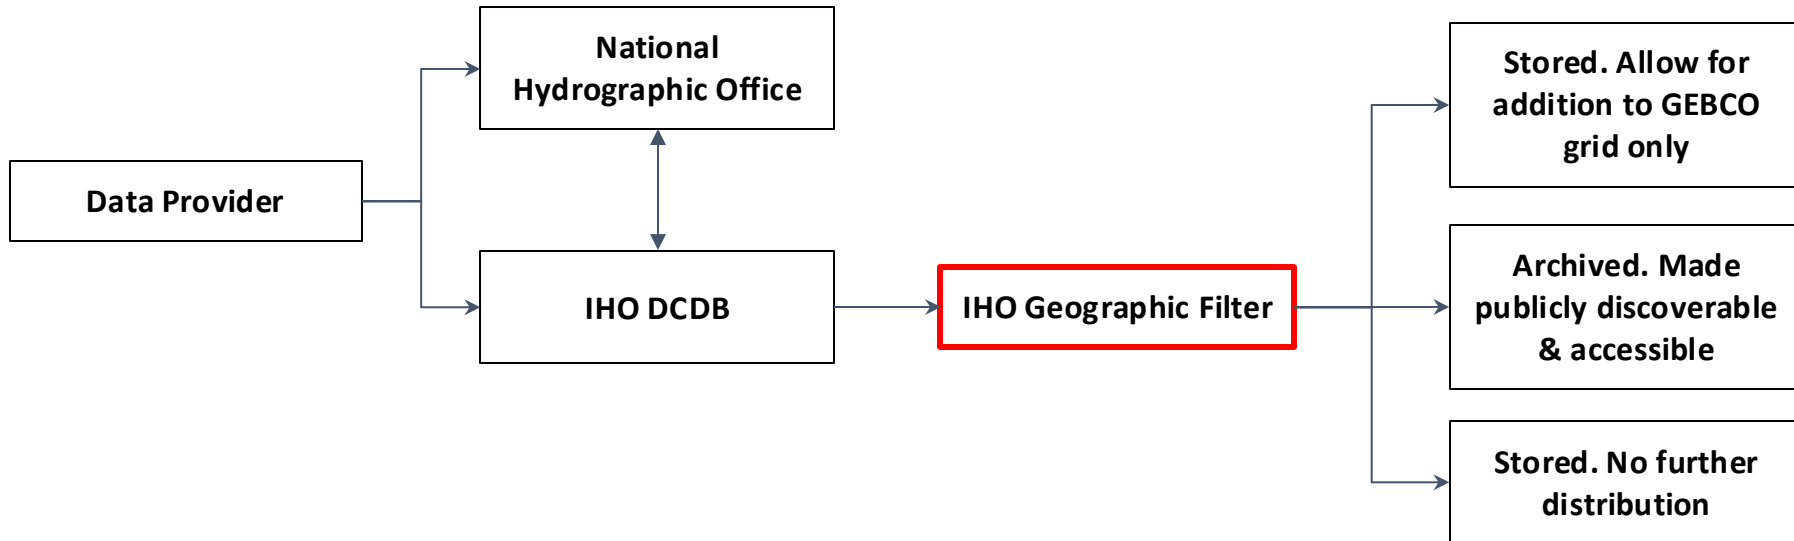 National
Hydrographic Office
Data Provider
IHO DCDB
IHO Geographic Filter
Stored. Allow for
addition to GEBCO
grid only
Archived. Made
publicly discoverable
& accessible
Stored. No further
distribution